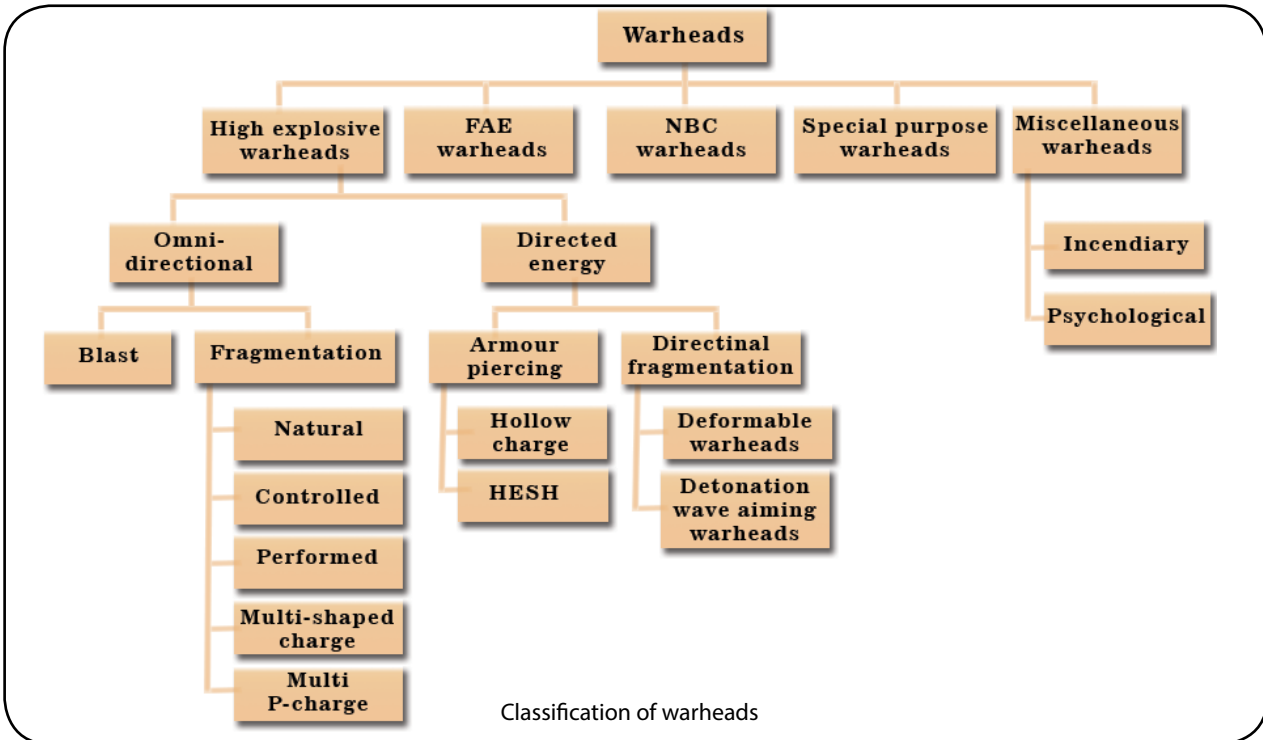 Warheads
High explosive
warheads
FAE
warheads
NBC
warheads
Special purpose
warheads
Miscellaneous
warheads
Omni-
directional
Directed
energy
Incendiary
Psychological
Blast
Fragmentation
Armour
piercing
Directinal
fragmentation
Natural
Controlled
Performed
Multi-shaped
charge
Multi
P-charge
Hollow
charge
HESH
Deformable
warheads
Detonation
wave aiming
warheads
Classification of warheads